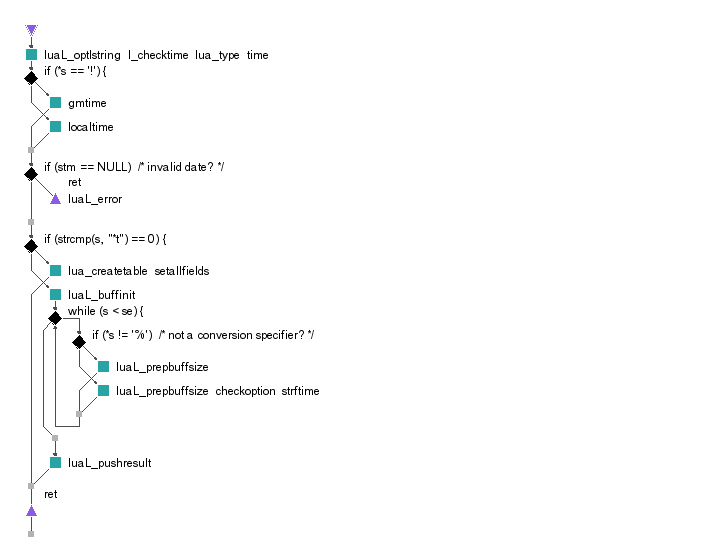 luaL_optlstring l_checktime lua_type time
if (*s == '!') {
gmtime
localtime
if (stm == NULL) /* invalid date? */
ret
luaL_error
if (strcmp(s, "*t") == 0) {
lua_createtable setallfields
luaL_buffinit
while (s < se) {
if (*s != '%') /* not a conversion specifier? */
luaL_prepbuffsize
luaL_prepbuffsize checkoption strftime
luaL_pushresult
ret